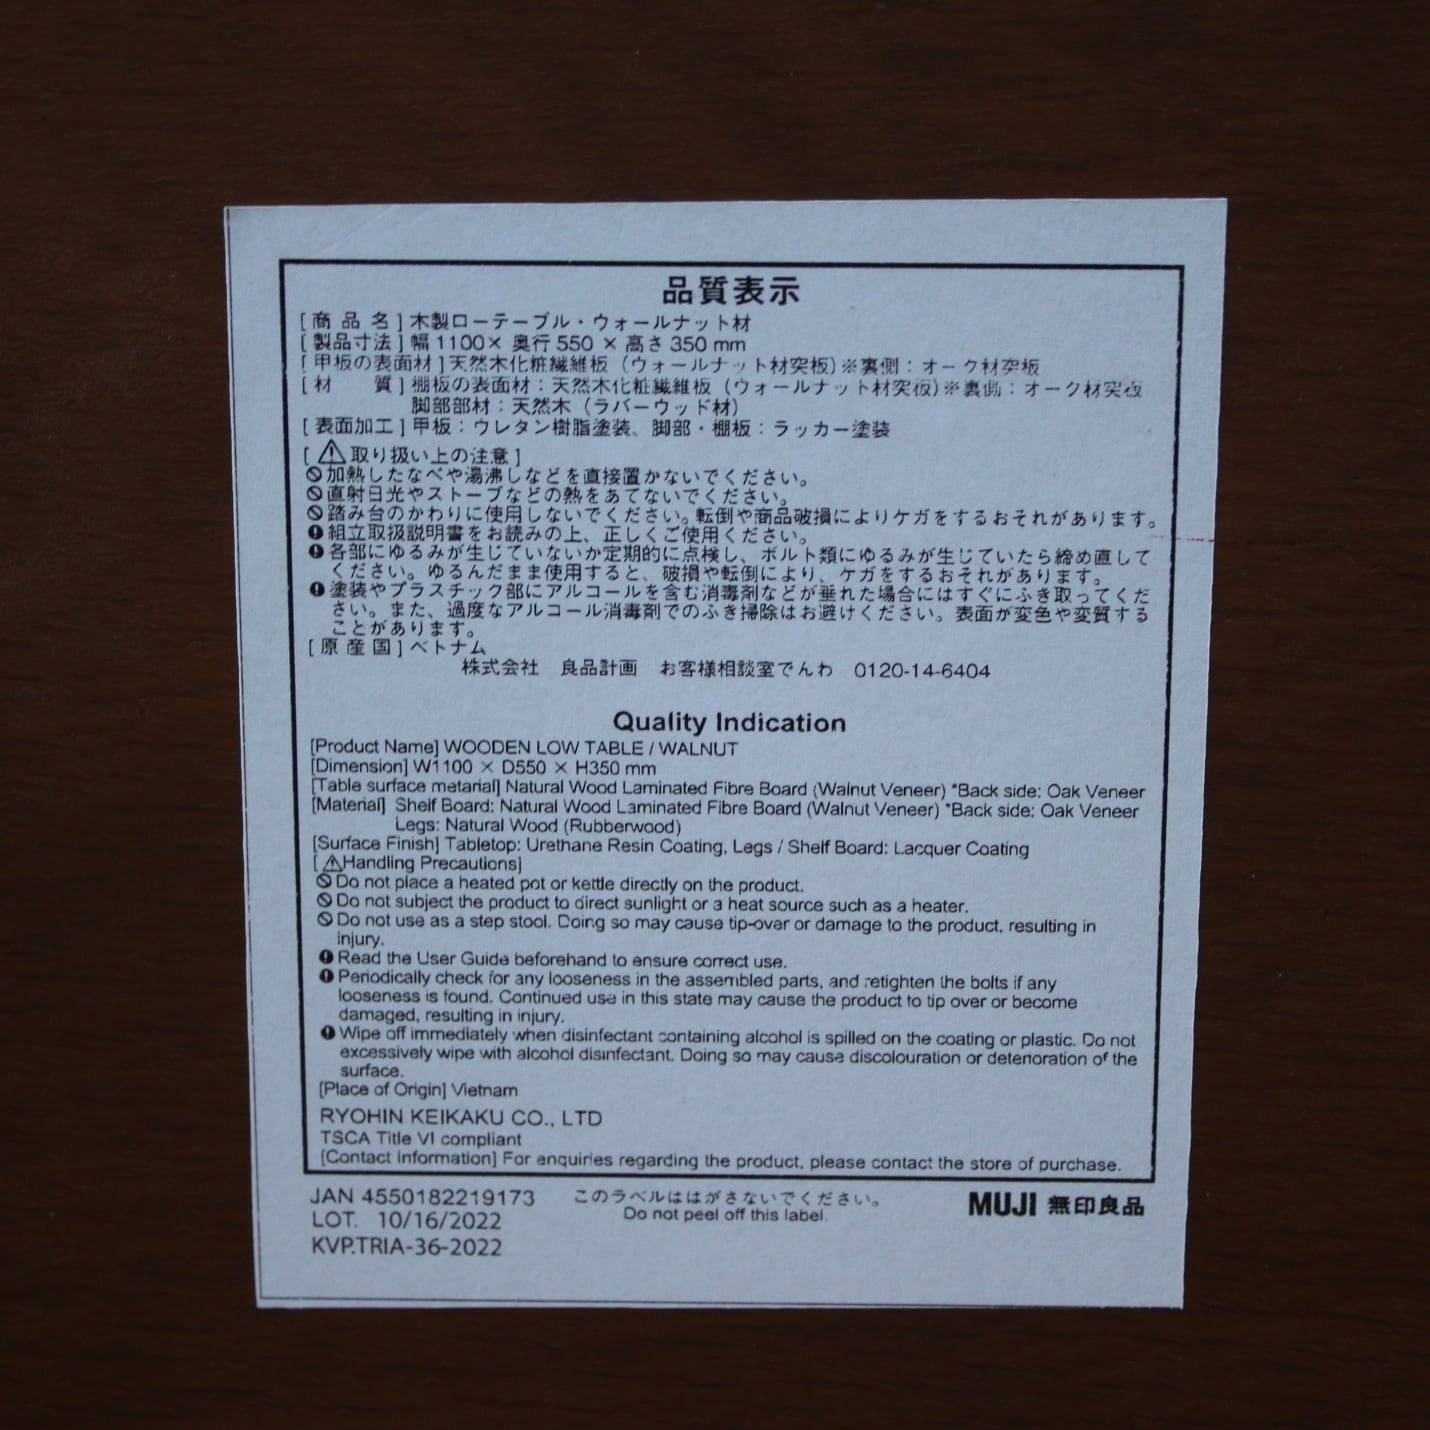 品質表示
[ 商 品 名 ] 木製ローテーブル・ウォールナット材
[ 製品寸法 ] 幅 1100× 奥行 550 × 高さ 350 mm
[ 甲板の表面材 ] 天然木化粧繊維板（ウォールナット材突板)※裏側：オーク材突板
[ 材　　質 ] 棚板の表面材：天然木化粧繊維板（ウォールナット材突板)※裏側：オーク材突板
脚部部材：天然木（ラバーウッド材）
[ 表面加工 ] 甲板：ウレタン樹脂塗装、脚部・棚板：ラッカー塗装
[ ⚠取り扱い上の注意 ]
🚫加熱したなべや湯沸しなどを直接置かないでください。
🚫直射日光やストーブなどの熱をあてないでください。
🚫踏み台のかわりに使用しないでください。転倒や商品破損によりケガをするおそれがあります。
❗組立取扱説明書をお読みの上、正しくご使用ください。
❗各部にゆるみが生じていないか定期的に点検し、ボルト類にゆるみが生じていたら締め直して
ください。ゆるんだまま使用すると、破損や転倒により、ケガをするおそれがあります。
❗塗装やプラスチック部にアルコールを含む消毒剤などが垂れた場合にはすぐにふき取ってくだ
さい。また、過度なアルコール消毒剤でのふき掃除はお避けください。表面が変色や変質する
ことがあります。
[ 原 産 国 ] ベトナム
株式会社　良品計画　お客様相談室でんわ　0120-14-6404
Quality Indication
[Product Name] WOODEN LOW TABLE / WALNUT
[Dimension] W1100 × D550 × H350 mm
[Table surface metarial] Natural Wood Laminated Fibre Board (Walnut Veneer) *Back side: Oak Veneer
[Material] Shelf Board: Natural Wood Laminated Fibre Board (Walnut Veneer) *Back side: Oak Veneer
Legs: Natural Wood (Rubberwood)
[Surface Finish] Tabletop: Urethane Resin Coating, Legs / Shelf Board: Lacquer Coating
[ ⚠Handling Precautions]
🚫Do not place a heated pot or kettle directly on the product.
🚫Do not subject the product to direct sunlight or a heat source such as a heater.
🚫Do not use as a step stool. Doing so may cause tip-over or damage to the product, resulting in
injury.
❗Read the User Guide beforehand to ensure correct use.
❗Periodically check for any looseness in the assembled parts, and retighten the bolts if any
looseness is found. Continued use in this state may cause the product to tip over or become
damaged, resulting in injury.
❗Wipe off immediately when disinfectant containing alcohol is spilled on the coating or plastic. Do not
excessively wipe with alcohol disinfectant. Doing so may cause discolouration or deterioration of the
surface.
[Place of Origin] Vietnam
RYOHIN KEIKAKU CO., LTD
TSCA Title VI compliant
[Contact Information] For enquiries regarding the product, please contact the store of purchase.
JAN 4550182219173 このラベルははがさないでください。 MUJI 無印良品
LOT. 10/16/2022 Do not peel off this label.
KVP.TRIA-36-2022